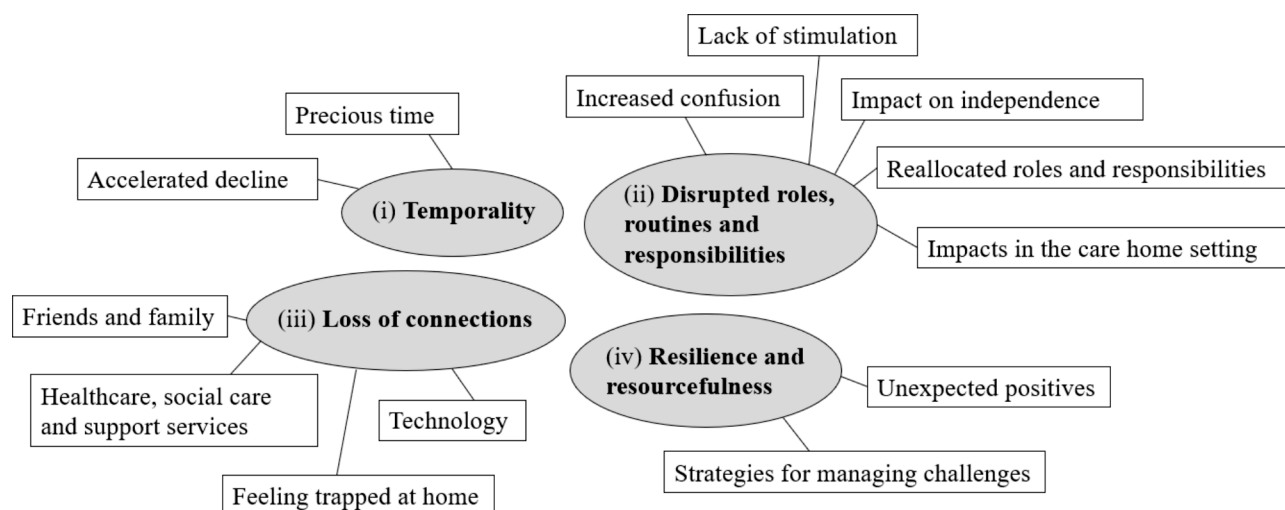 Lack of stimulation
Increased confusion
Impact on independence
Precious time
Reallocated roles and responsibilities
Accelerated decline
(i) Temporality
(ii) Disrupted roles,
routines and
responsibilities
Impacts in the care home setting
Friends and family
(iii) Loss of connections
(iv) Resilience and
resourcefulness
Unexpected positives
Healthcare, social care
and support services
Technology
Strategies for managing challenges
Feeling trapped at home